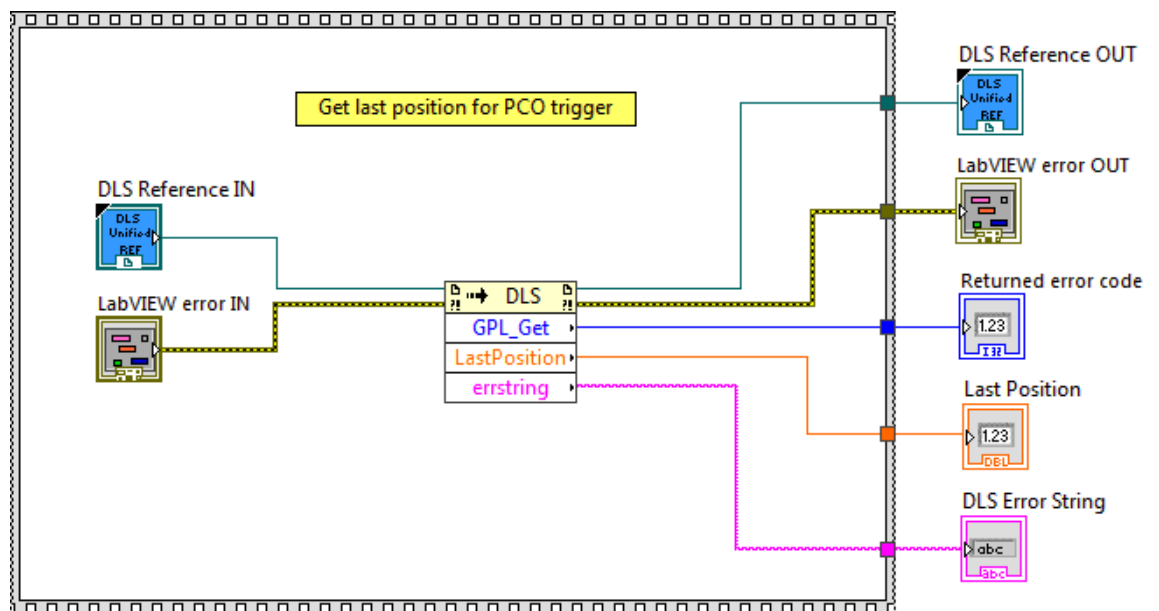 DLS Reference OUT
DLS
Unified
REF
Get last position for PCO trigger
LabVIEW error OUT
DLS Reference IN
DLS
Unified
REF
LabVIEW error IN
DLS
GPL_Get
LastPosition
errstring
Returned error code
1.23
I32
Last Position
1.23
DBL
DLS Error String
abc
abc